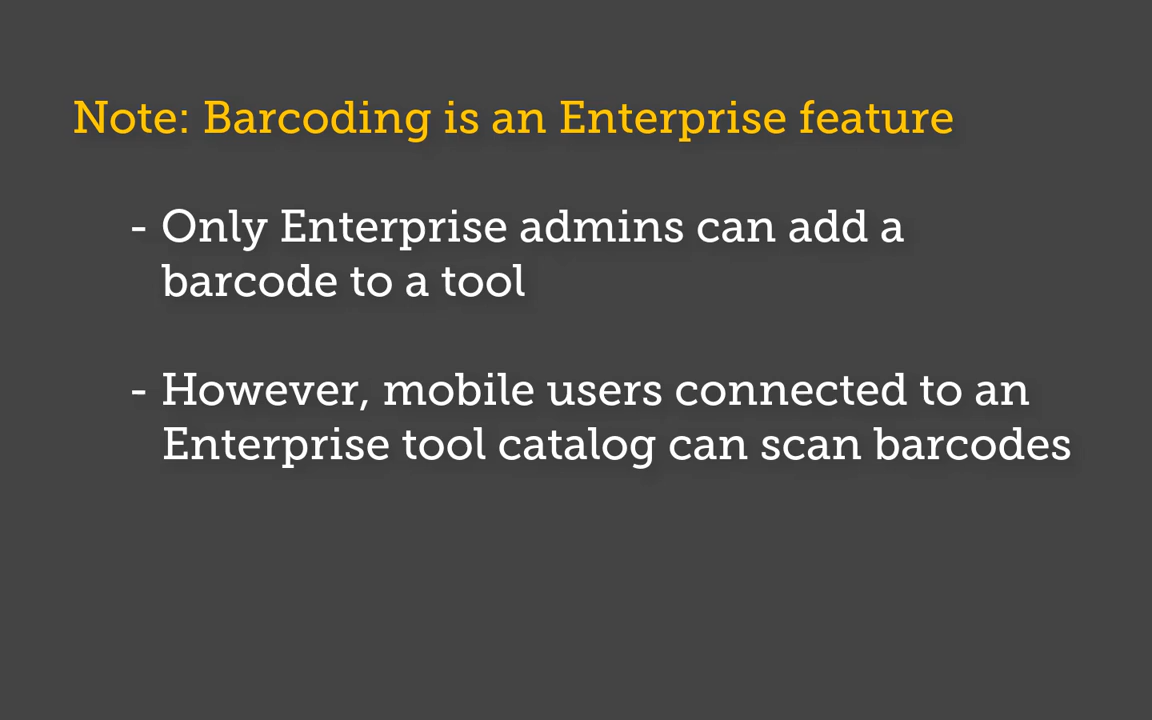 Note: Barcoding is an Enterprise feature
- Only Enterprise admins can add a
barcode to a tool
- However, mobile users connected to an
Enterprise tool catalog can scan barcodes